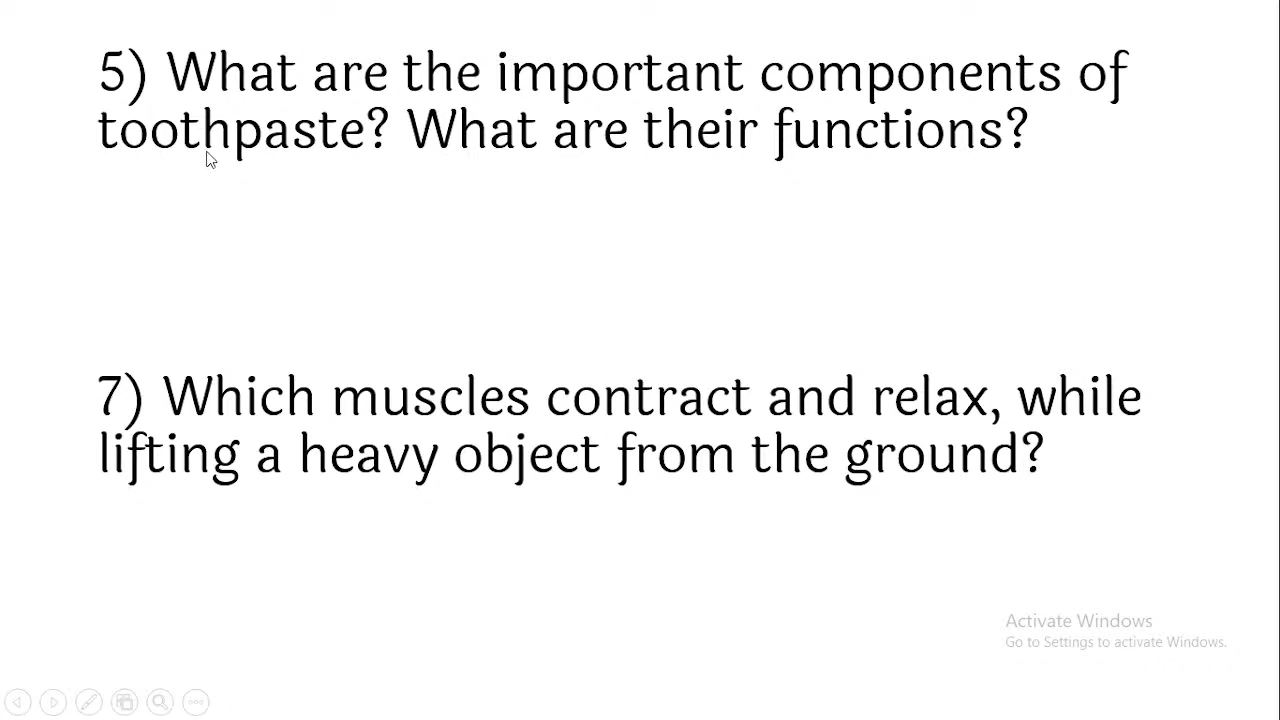 5) What are the important components of
toothpaste? What are their functions?
7) Which muscles contract and relax, while
lifting a heavy object from the ground?
Activate Windows
Go to Settings to activate Windows.